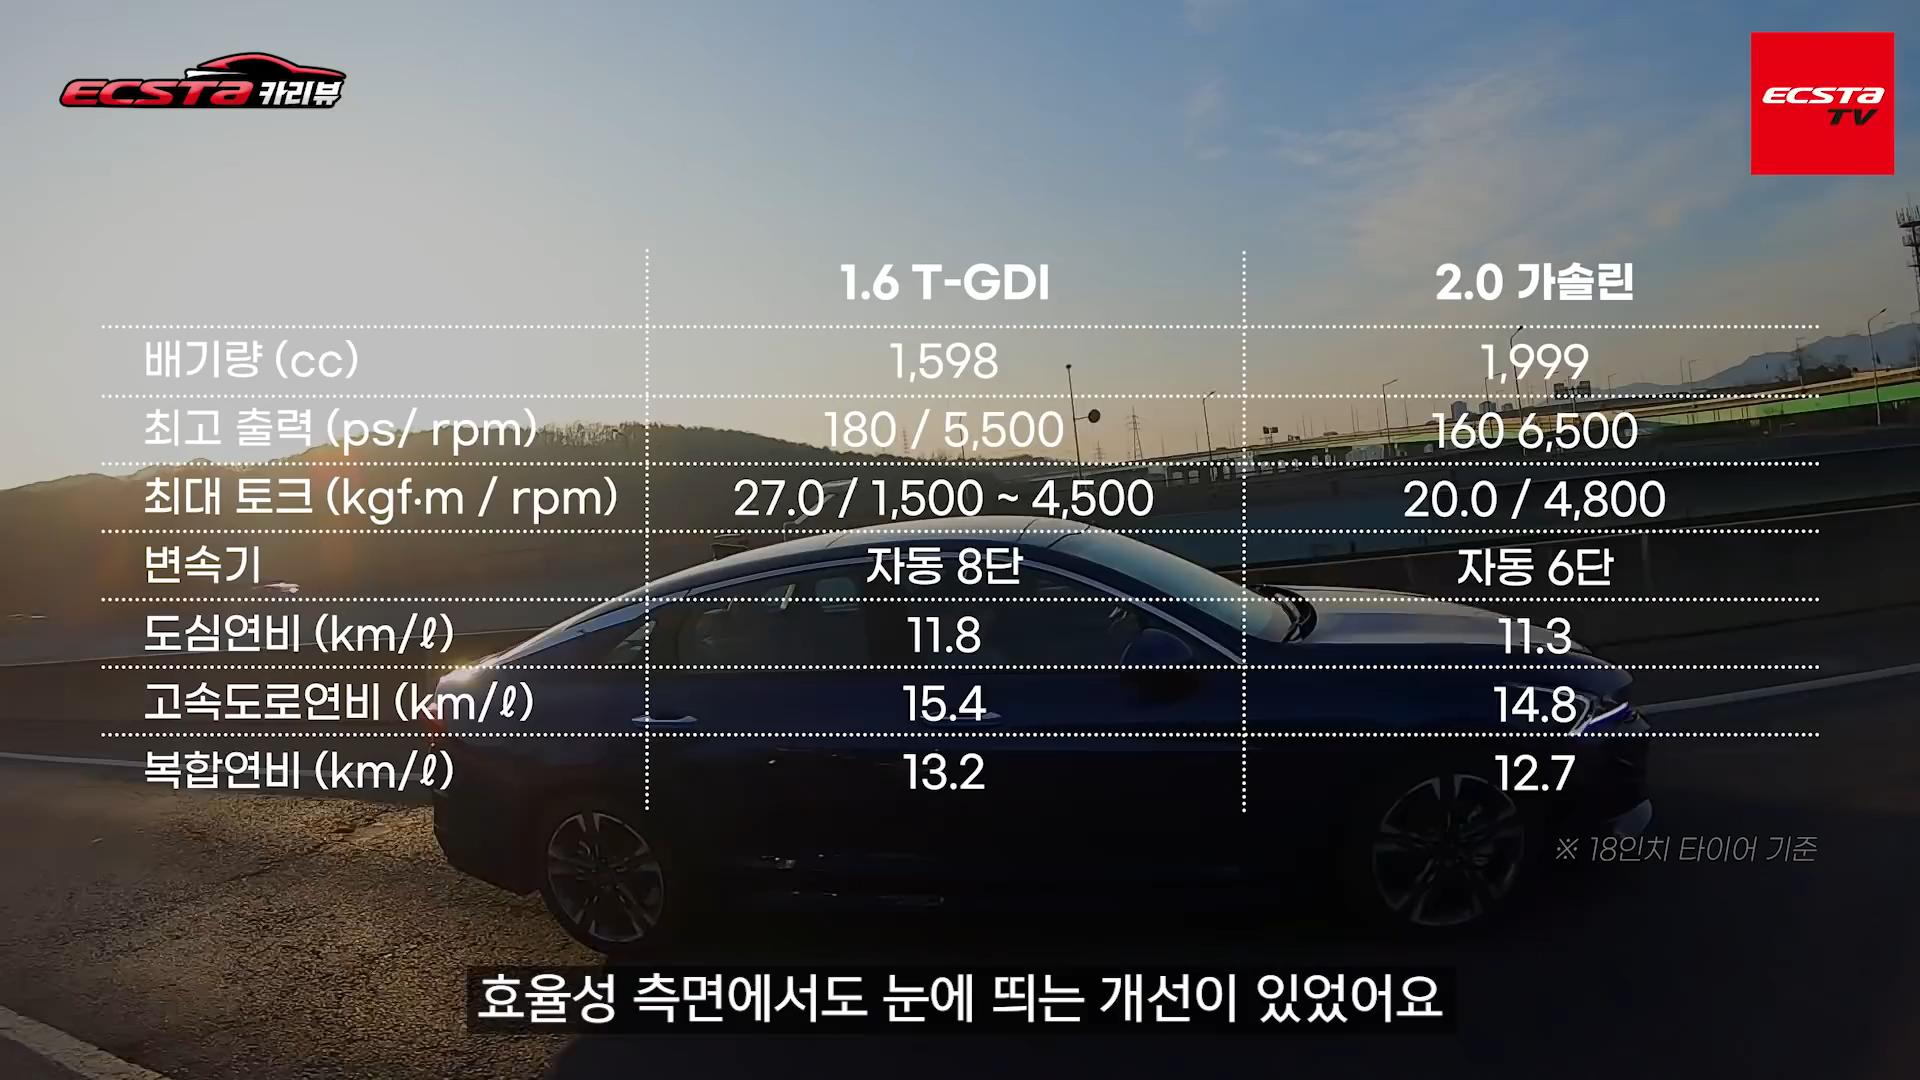 ECSTA 카리뷰
ECSTA
TV
1.6 T-GDI 2.0 가솔린
배기량 (cc) 1,598 1,999
최고 출력 (ps/ rpm) 180 / 5,500 160 6,500
최대 토크 (kgf·m / rpm) 27.0 / 1,500 ~ 4,500 20.0 / 4,800
변속기 자동 8단 자동 6단
도심연비 (km/ℓ) 11.8 11.3
고속도로연비 (km/ℓ) 15.4 14.8
복합연비 (km/ℓ) 13.2 12.7
※ 18인치 타이어 기준
효율성 측면에서도 눈에 띄는 개선이 있었어요